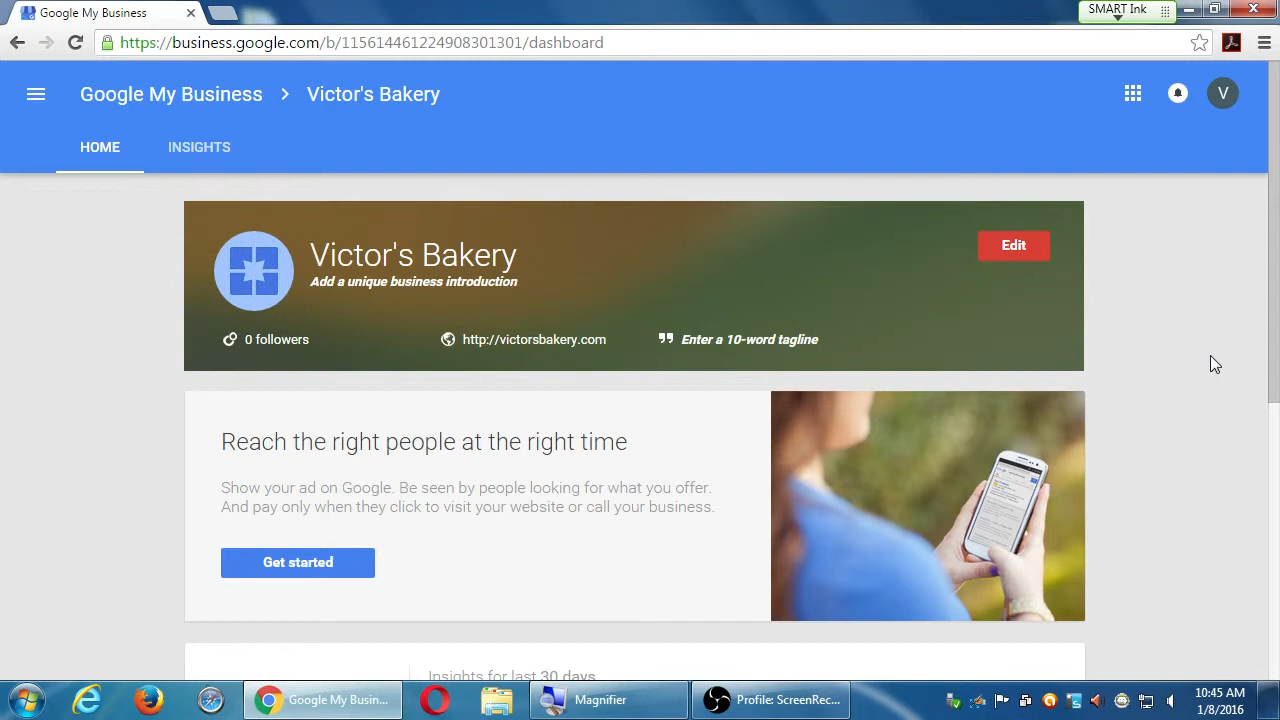 Google My Business
SMART Ink
https://business.google.com/b/115614461224908301301/dashboard
Google My Business > Victor's Bakery
V
HOME
INSIGHTS
Victor's Bakery
Add a unique business introduction
Edit
0 followers
http://victorsbakery.com
Enter a 10-word tagline
Reach the right people at the right time
Show your ad on Google. Be seen by people looking for what you offer.
And pay only when they click to visit your website or call your business.
Get started
Insights for last 30 days
Google My Busin...
Magnifier
Profile: ScreenRec...
10:45 AM
1/8/2016